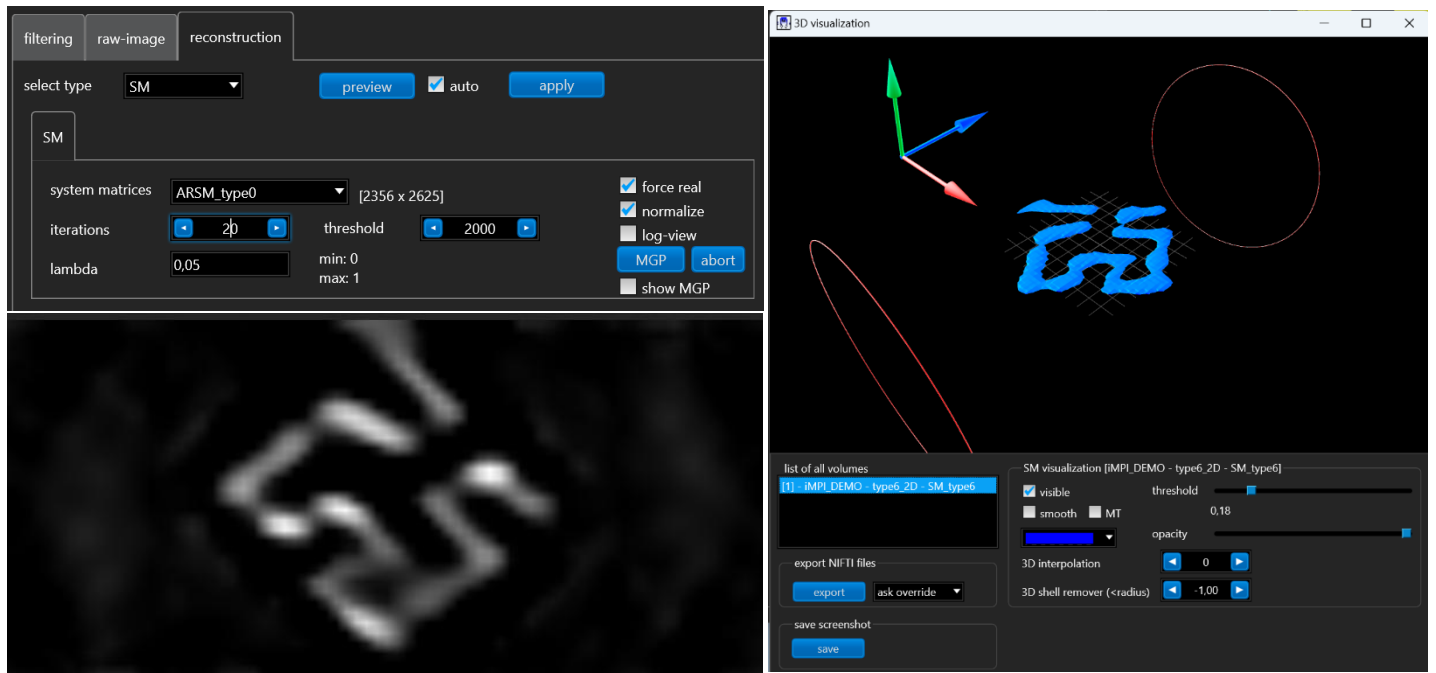 filtering raw-image reconstruction
select type SM preview auto apply
SM
system matrices ARSM_type0 [2356 x 2625] force real
normalize
iterations 20 threshold 2000 log-view
lambda 0,05 min: 0 MGP abort
max: 1 show MGP
3D visualization
list of all volumes
[1] - iMPI_DEMO - type6_2D - SM_type6
export NIFTI files
export ask override
save screenshot
save
SM visualization [iMPI_DEMO - type6_2D - SM_type6]
visible threshold
smooth MT 0,18
opacity
3D interpolation 0
3D shell remover (<radius) -1,00